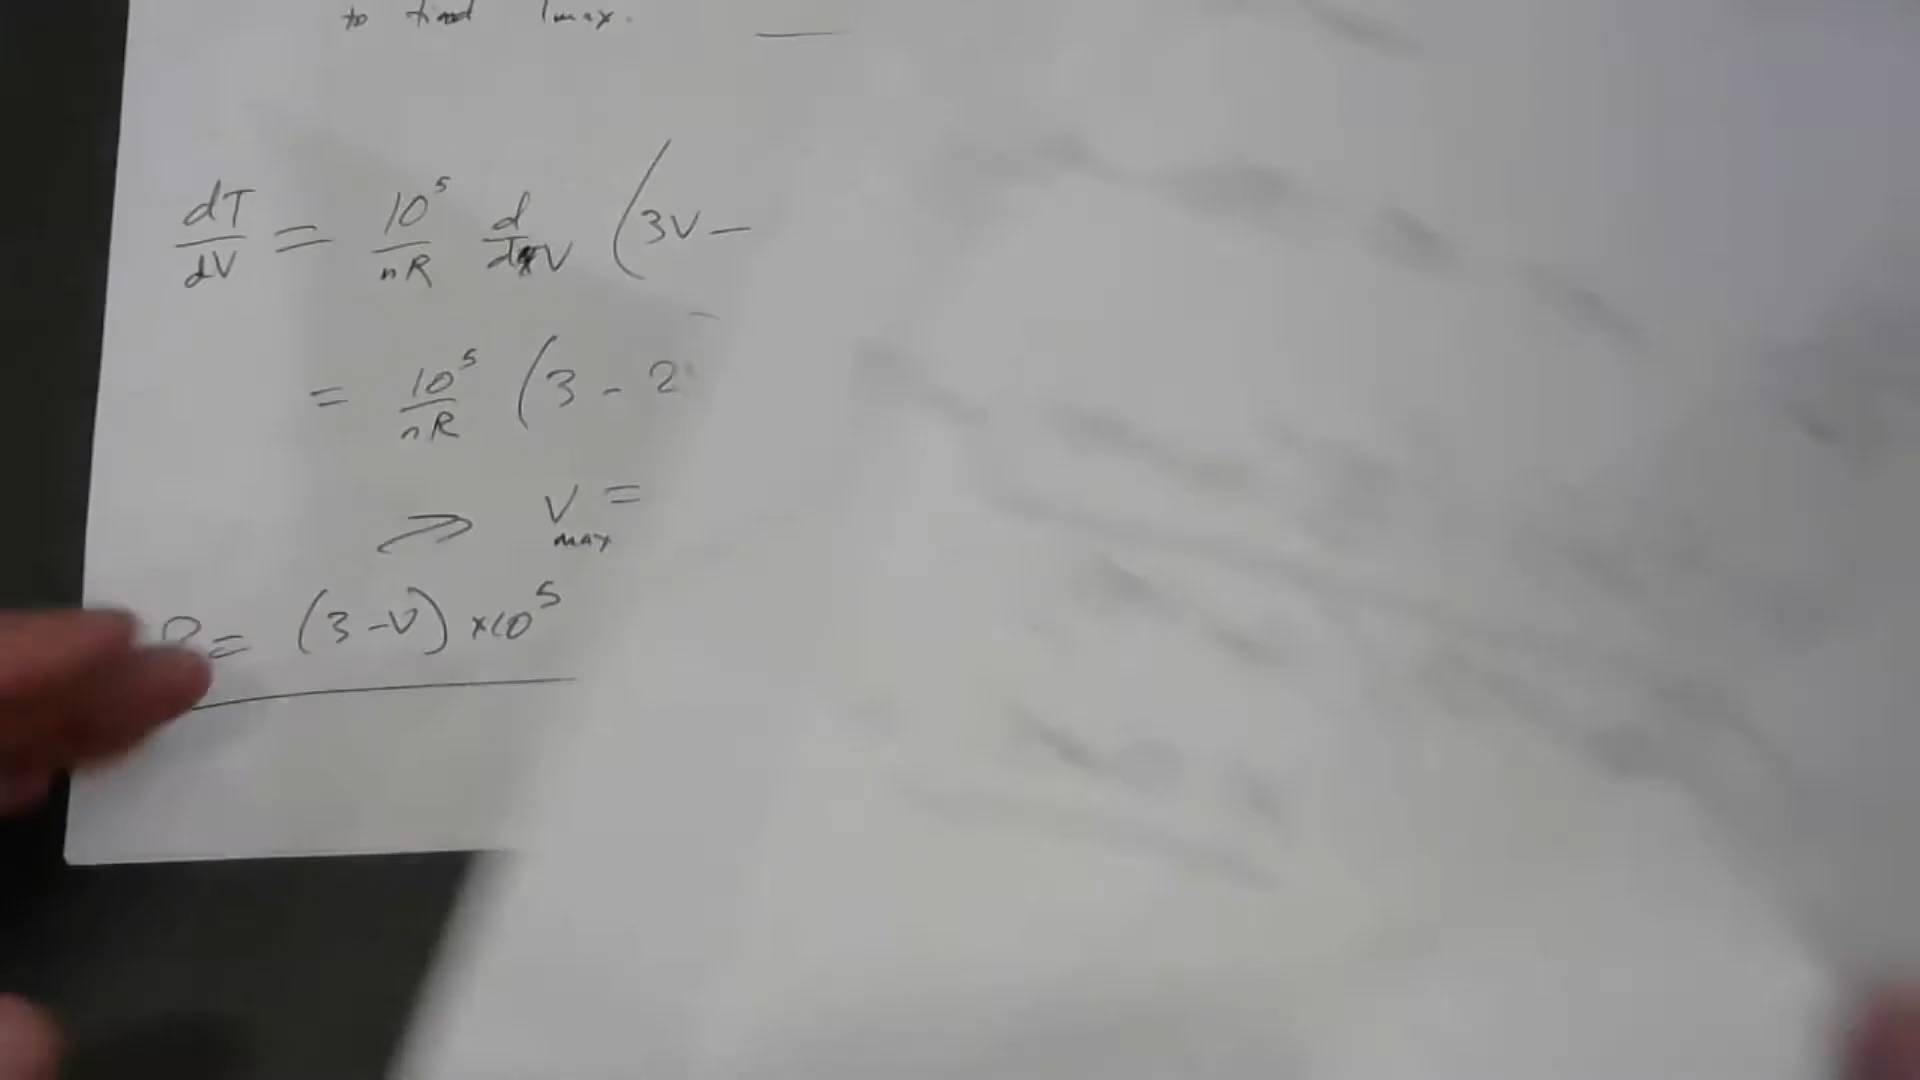 to find Tmax.
dT/dV = 10^5/nR d/dV (3V -
= 10^5/nR (3 - 2
⇒ V_max =
P = (3 - V) × 10^5